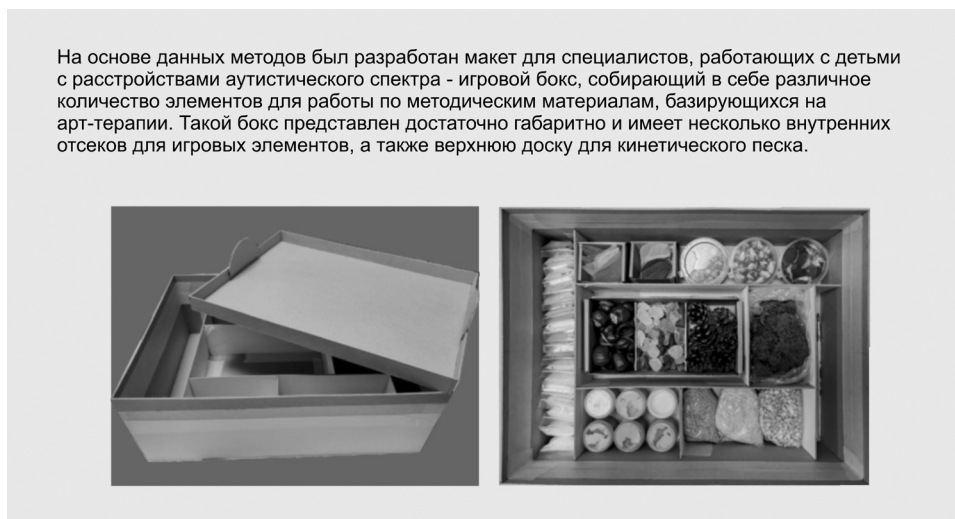 На основе данных методов был разработан макет для специалистов, работающих с детьми
с расстройствами аутистического спектра - игровой бокс, собирающий в себе различное
количество элементов для работы по методическим материалам, базирующихся на
арт-терапии. Такой бокс представлен достаточно габаритно и имеет несколько внутренних
отсеков для игровых элементов, а также верхнюю доску для кинетического песка.